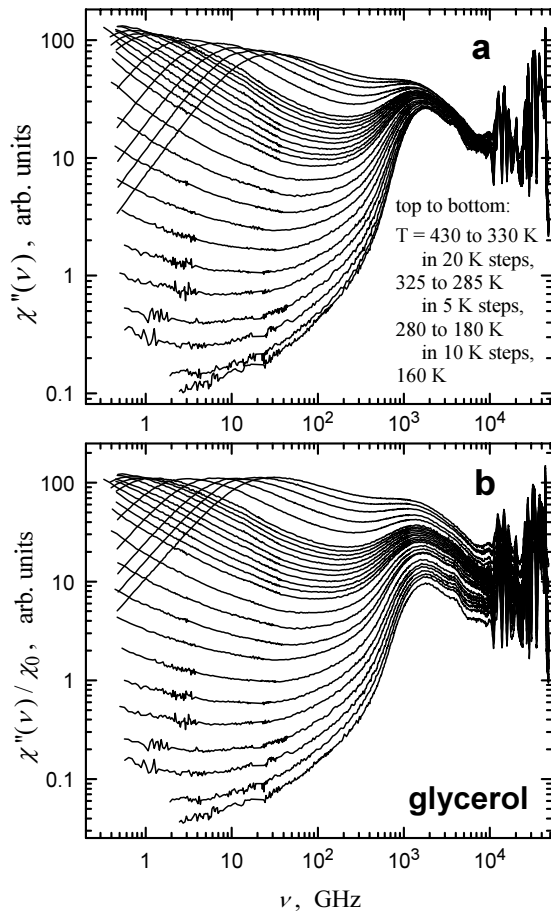 a
100
10
1
0.1
χ''(ν) , arb. units
top to bottom:
T = 430 to 330 K
in 20 K steps,
325 to 285 K
in 5 K steps,
280 to 180 K
in 10 K steps,
160 K
1 10 10² 10³ 10⁴
b
100
10
1
0.1
χ''(ν) / χ₀ , arb. units
glycerol
1 10 10² 10³ 10⁴
ν , GHz